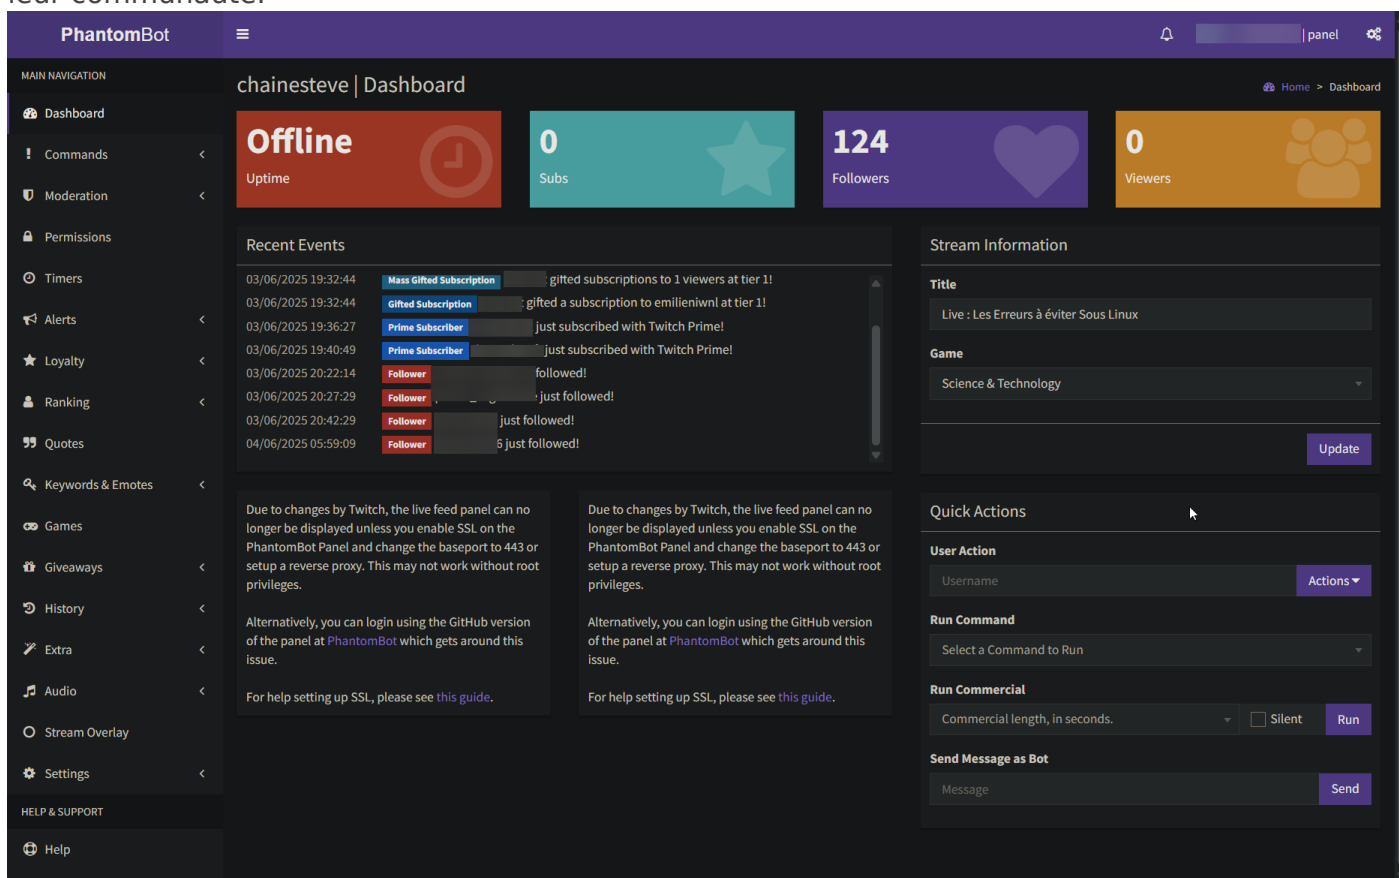 leur communauté.
PhantomBot
| panel
MAIN NAVIGATION
Dashboard
Commands
Moderation
Permissions
Timers
Alerts
Loyalty
Ranking
Quotes
Keywords & Emotes
Games
Giveaways
History
Extra
Audio
Stream Overlay
Settings
HELP & SUPPORT
Help
chainesteve | Dashboard
Home > Dashboard
Offline
Uptime
0
Subs
124
Followers
0
Viewers
Recent Events
03/06/2025 19:32:44 Mass Gifted Subscription gifted subscriptions to 1 viewers at tier 1!
03/06/2025 19:32:44 Gifted Subscription gifted a subscription to emilieniwnl at tier 1!
03/06/2025 19:36:27 Prime Subscriber just subscribed with Twitch Prime!
03/06/2025 19:40:49 Prime Subscriber just subscribed with Twitch Prime!
03/06/2025 20:22:14 Follower followed!
03/06/2025 20:27:29 Follower just followed!
03/06/2025 20:42:29 Follower just followed!
04/06/2025 05:59:09 Follower 6 just followed!
Due to changes by Twitch, the live feed panel can no
longer be displayed unless you enable SSL on the
PhantomBot Panel and change the baseport to 443 or
setup a reverse proxy. This may not work without root
privileges.
Alternatively, you can login using the GitHub version
of the panel at PhantomBot which gets around this
issue.
For help setting up SSL, please see this guide.
Due to changes by Twitch, the live feed panel can no
longer be displayed unless you enable SSL on the
PhantomBot Panel and change the baseport to 443 or
setup a reverse proxy. This may not work without root
privileges.
Alternatively, you can login using the GitHub version
of the panel at PhantomBot which gets around this
issue.
For help setting up SSL, please see this guide.
Stream Information
Title
Live : Les Erreurs à éviter Sous Linux
Game
Science & Technology
Update
Quick Actions
User Action
Username
Actions
Run Command
Select a Command to Run
Run Commercial
Commercial length, in seconds.
Silent
Run
Send Message as Bot
Message
Send